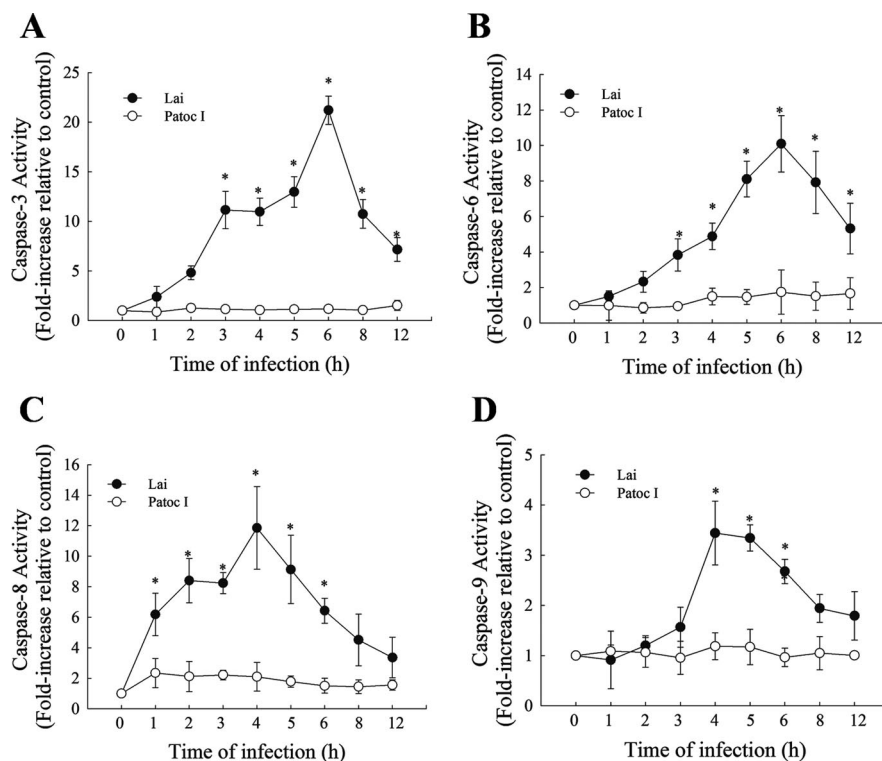 A
Caspase-3 Activity
(Fold-increase relative to control)
25
20
15
10
5
0
Lai
Patoc I
*
*
*
*
*
*
0 1 2 3 4 5 6 8 12
Time of infection (h)
B
Caspase-6 Activity
(Fold-increase relative to control)
14
12
10
8
6
4
2
0
Lai
Patoc I
*
*
*
*
*
*
0 1 2 3 4 5 6 8 12
Time of infection (h)
C
Caspase-8 Activity
(Fold-increase relative to control)
16
14
12
10
8
6
4
2
0
Lai
Patoc I
*
*
*
*
*
*
0 1 2 3 4 5 6 8 12
Time of infection (h)
D
Caspase-9 Activity
(Fold-increase relative to control)
5
4
3
2
1
0
Lai
Patoc I
*
*
*
0 1 2 3 4 5 6 8 12
Time of infection (h)